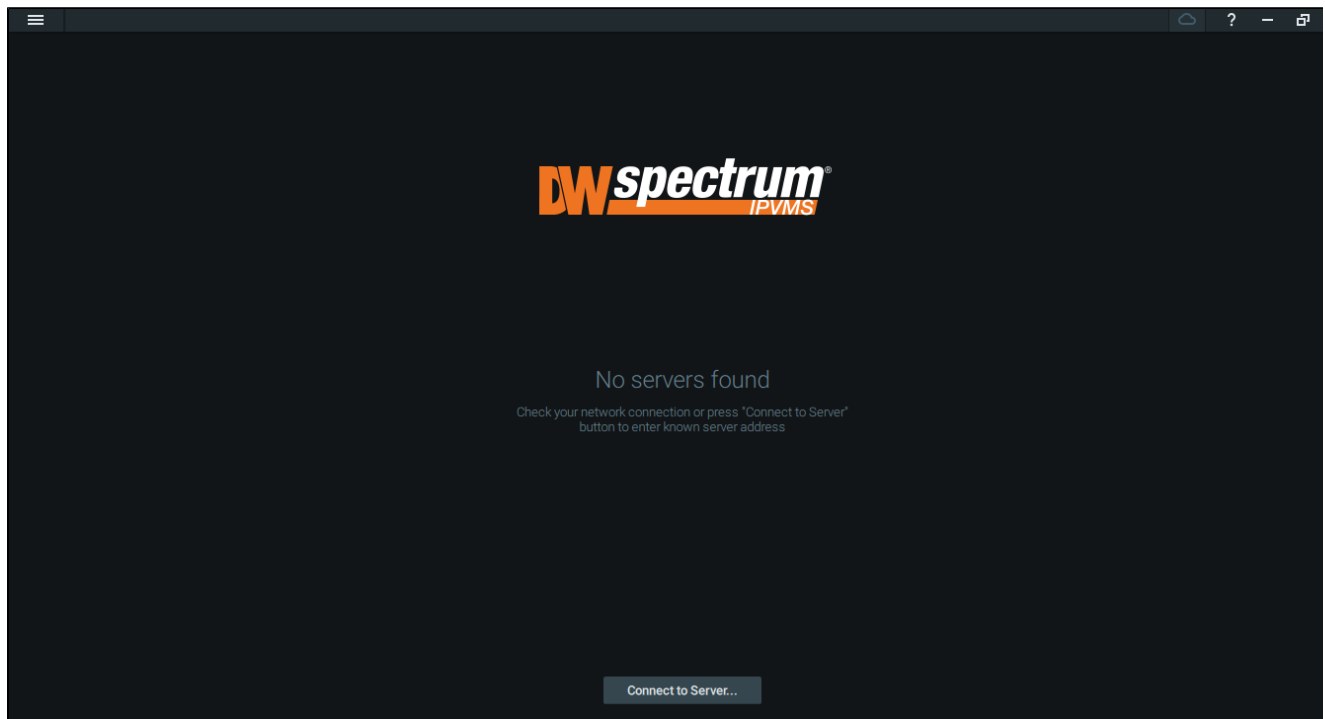 ?
DW spectrum®
IPVMS
No servers found
Check your network connection or press "Connect to Server"
button to enter known server address
Connect to Server...